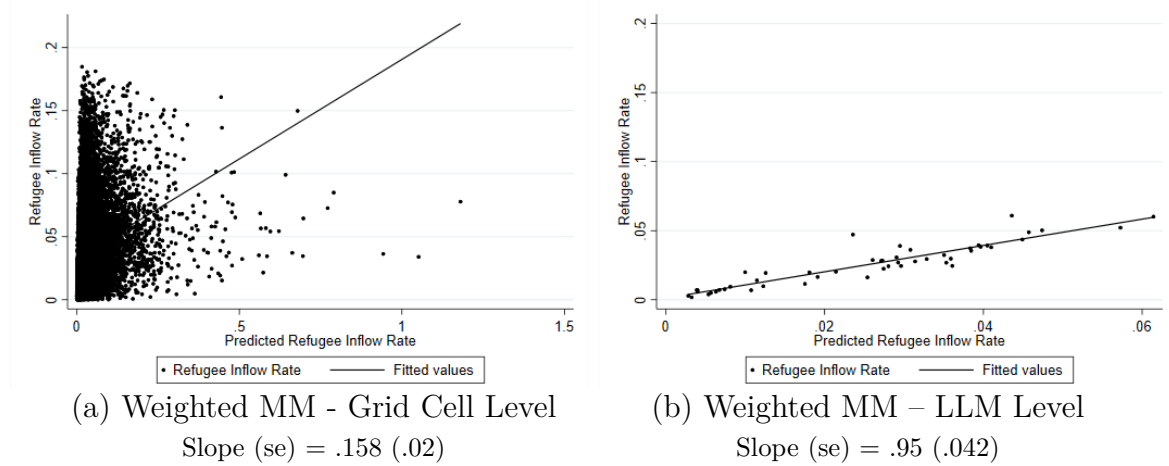 .2
.15
.1
.05
0
Refugee Inflow Rate
0 .5 1 1.5
Predicted Refugee Inflow Rate
Refugee Inflow Rate Fitted values
(a) Weighted MM - Grid Cell Level
Slope (se) = .158 (.02)
.2
.15
.1
.05
0
Refugee Inflow Rate
0 .02 .04 .06
Predicted Refugee Inflow Rate
Refugee Inflow Rate Fitted values
(b) Weighted MM – LLM Level
Slope (se) = .95 (.042)